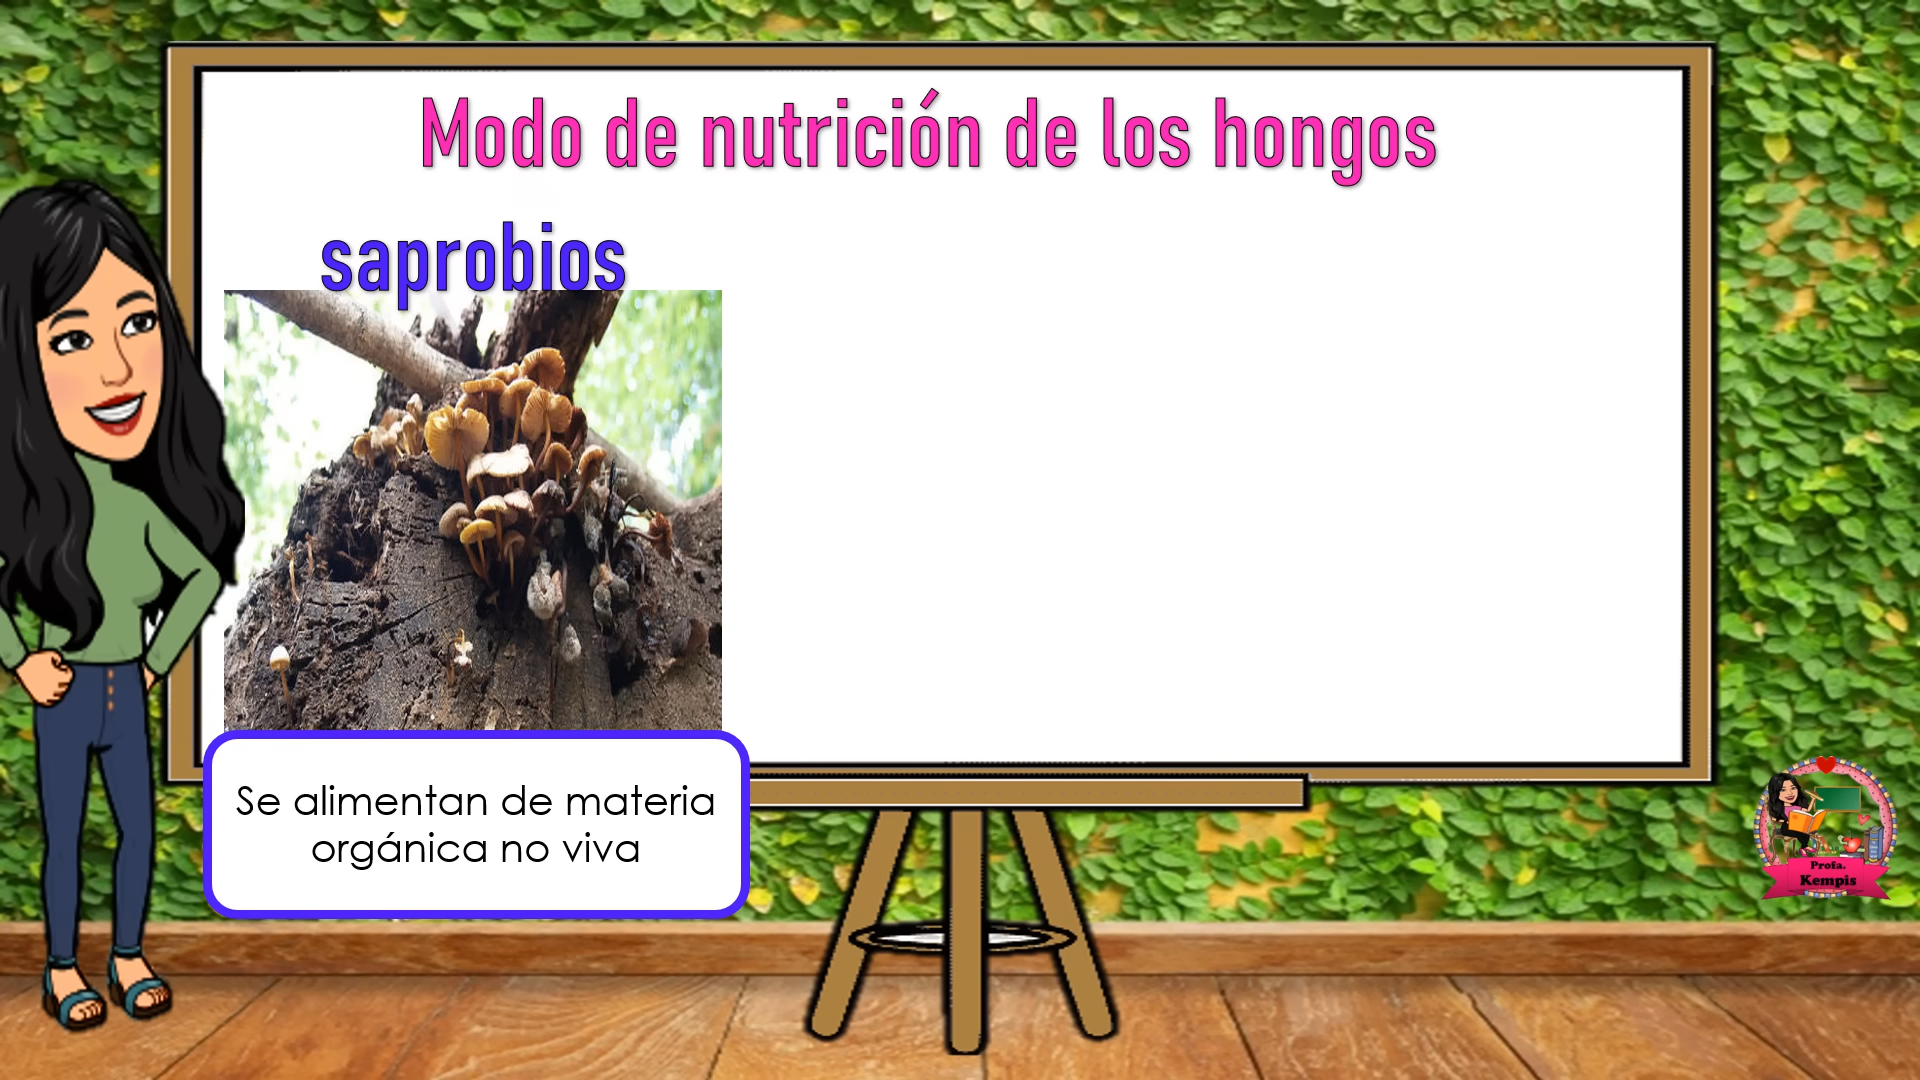 Modo de nutrición de los hongos
saprobios
Se alimentan de materia
orgánica no viva
Profa.
Kempis